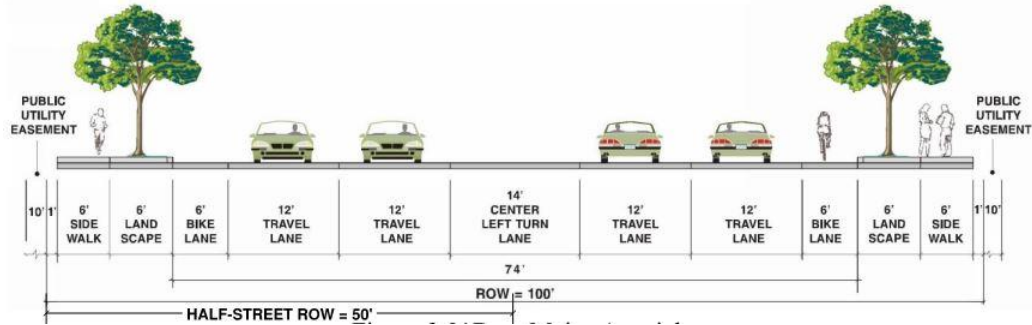 PUBLIC
UTILITY
EASEMENT
PUBLIC
UTILITY
EASEMENT
10' 1'
6'
SIDE
WALK
6'
LAND
SCAPE
6'
BIKE
LANE
12'
TRAVEL
LANE
12'
TRAVEL
LANE
14'
CENTER
LEFT TURN
LANE
12'
TRAVEL
LANE
12'
TRAVEL
LANE
6'
BIKE
LANE
6'
LAND
SCAPE
6'
SIDE
WALK
1' 10'
74'
ROW = 100'
HALF-STREET ROW = 50'